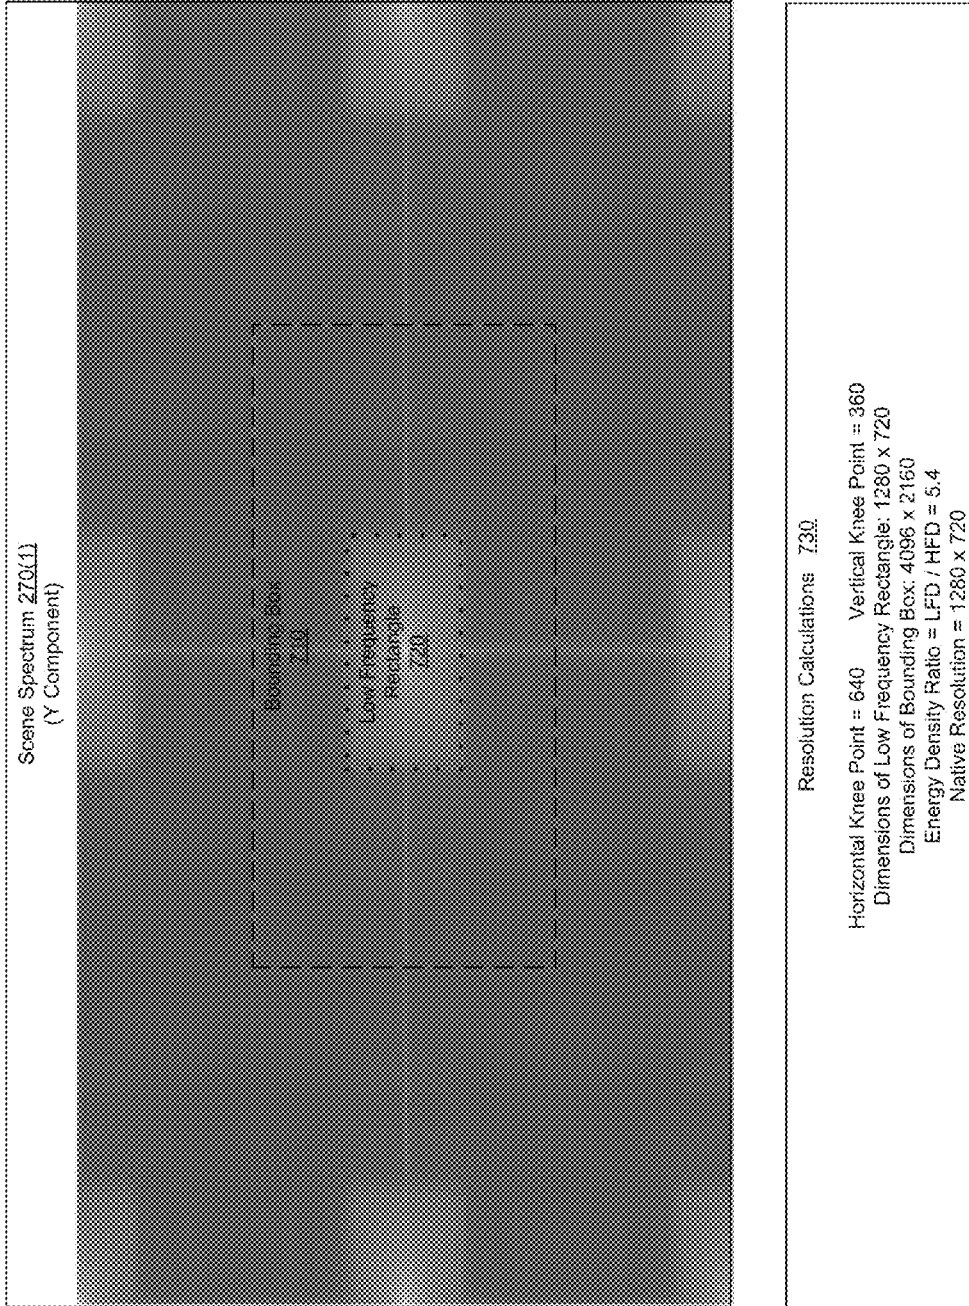 Scene Spectrum 270(1)
(Y Component)
Bounding Box
710
Low Frequency
Rectangle
720
Resolution Calculations 730
Horizontal Knee Point = 640 Vertical Knee Point = 360
Dimensions of Low Frequency Rectangle: 1280 x 720
Dimensions of Bounding Box: 4096 x 2160
Energy Density Ratio = LFD / HFD = 5.4
Native Resolution = 1280 x 720